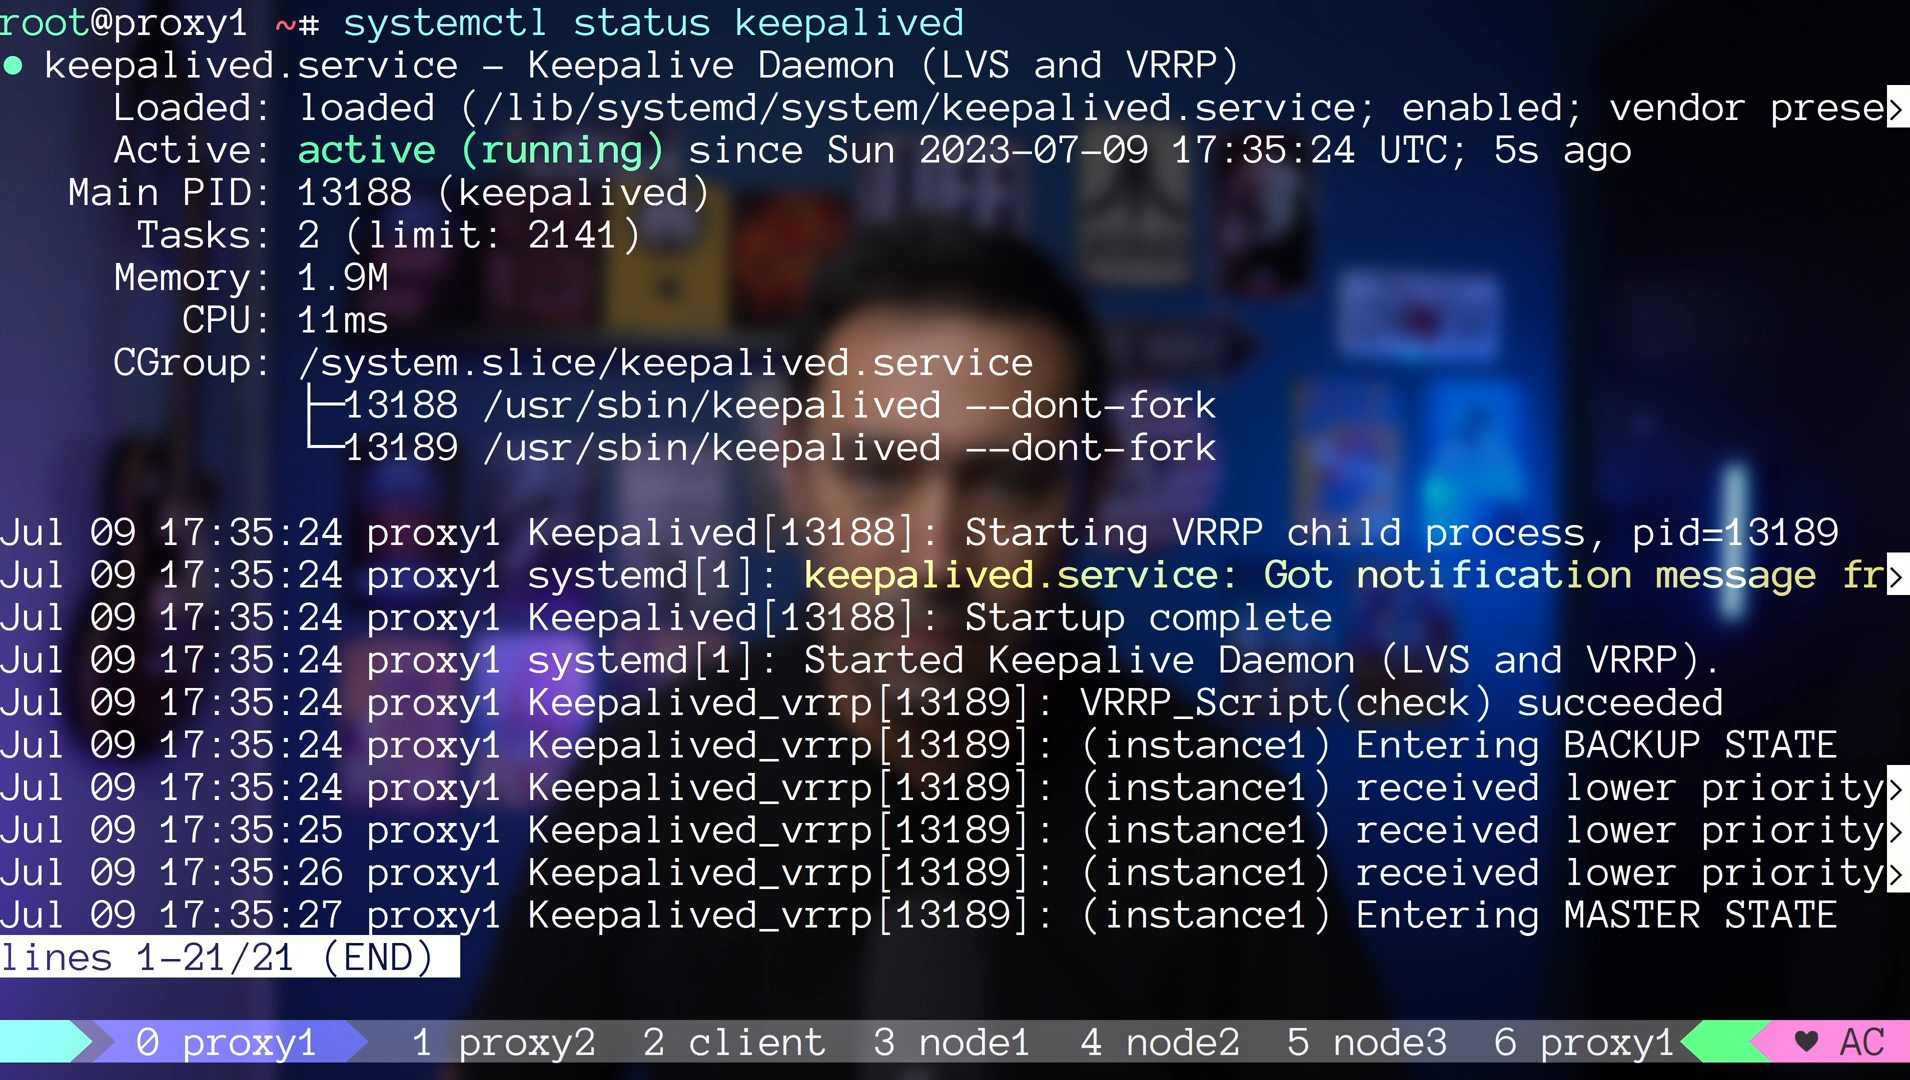 root@proxy1 ~# systemctl status keepalived
● keepalived.service - Keepalive Daemon (LVS and VRRP)
     Loaded: loaded (/lib/systemd/system/keepalived.service; enabled; vendor prese>
     Active: active (running) since Sun 2023-07-09 17:35:24 UTC; 5s ago
   Main PID: 13188 (keepalived)
      Tasks: 2 (limit: 2141)
     Memory: 1.9M
        CPU: 11ms
     CGroup: /system.slice/keepalived.service
             ├─13188 /usr/sbin/keepalived --dont-fork
             └─13189 /usr/sbin/keepalived --dont-fork
Jul 09 17:35:24 proxy1 Keepalived[13188]: Starting VRRP child process, pid=13189
Jul 09 17:35:24 proxy1 systemd[1]: keepalived.service: Got notification message fr>
Jul 09 17:35:24 proxy1 Keepalived[13188]: Startup complete
Jul 09 17:35:24 proxy1 systemd[1]: Started Keepalive Daemon (LVS and VRRP).
Jul 09 17:35:24 proxy1 Keepalived_vrrp[13189]: VRRP_Script(check) succeeded
Jul 09 17:35:24 proxy1 Keepalived_vrrp[13189]: (instance1) Entering BACKUP STATE
Jul 09 17:35:24 proxy1 Keepalived_vrrp[13189]: (instance1) received lower priority>
Jul 09 17:35:25 proxy1 Keepalived_vrrp[13189]: (instance1) received lower priority>
Jul 09 17:35:26 proxy1 Keepalived_vrrp[13189]: (instance1) received lower priority>
Jul 09 17:35:27 proxy1 Keepalived_vrrp[13189]: (instance1) Entering MASTER STATE
lines 1-21/21 (END)
0 proxy1 1 proxy2 2 client 3 node1 4 node2 5 node3 6 proxy1 ♥ AC